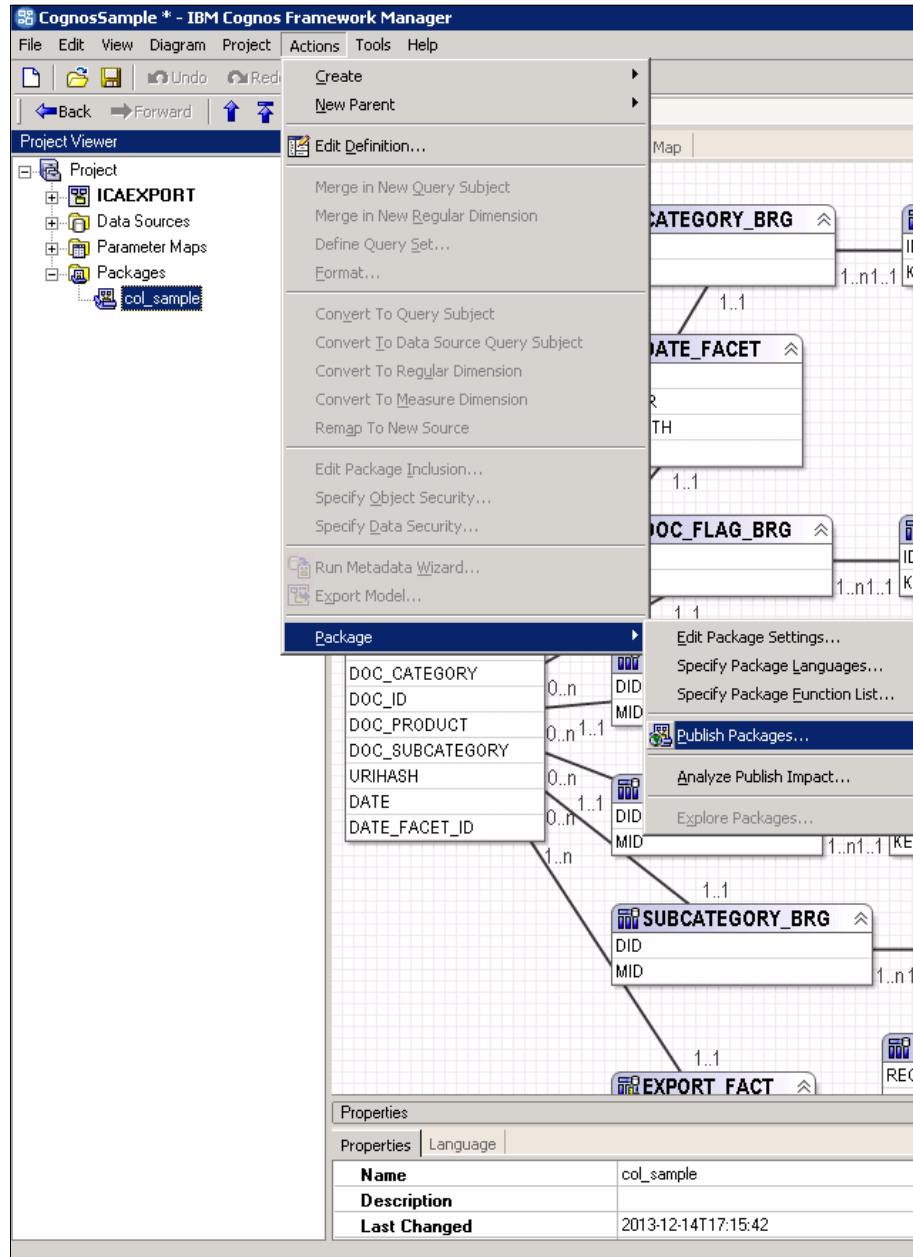 CognosSample * - IBM Cognos Framework Manager
File Edit View Diagram Project Actions Tools Help
Undo
Back Forward
Project Viewer
Project
ICAEXPORT
Data Sources
Parameter Maps
Packages
col_sample
Create
New Parent
Edit Definition...
Merge in New Query Subject
Merge in New Regular Dimension
Define Query Set...
Format...
Convert To Query Subject
Convert To Data Source Query Subject
Convert To Regular Dimension
Convert To Measure Dimension
Remap To New Source
Edit Package Inclusion...
Specify Object Security...
Specify Data Security...
Run Metadata Wizard...
Export Model...
Package
Edit Package Settings...
Specify Package Languages...
Specify Package Function List...
Publish Packages...
Analyze Publish Impact...
Explore Packages...
Map
CATEGORY_BRG
1..n 1..1
1..1
DATE_FACET
1..1
DOC_FLAG_BRG
1..n 1..1
1..1
DOC_CATEGORY
DOC_ID
DOC_PRODUCT
DOC_SUBCATEGORY
URIHASH
DATE
DATE_FACET_ID
0..n
DID
MID
0..n 1..1
0..n
1..1
0..n
DID
MID
1..n 1..1
1..n
1..1
SUBCATEGORY_BRG
DID
MID
1..n
1..1
EXPORT_FACT
Properties
Properties Language
Name col_sample
Description
Last Changed 2013-12-14T17:15:42